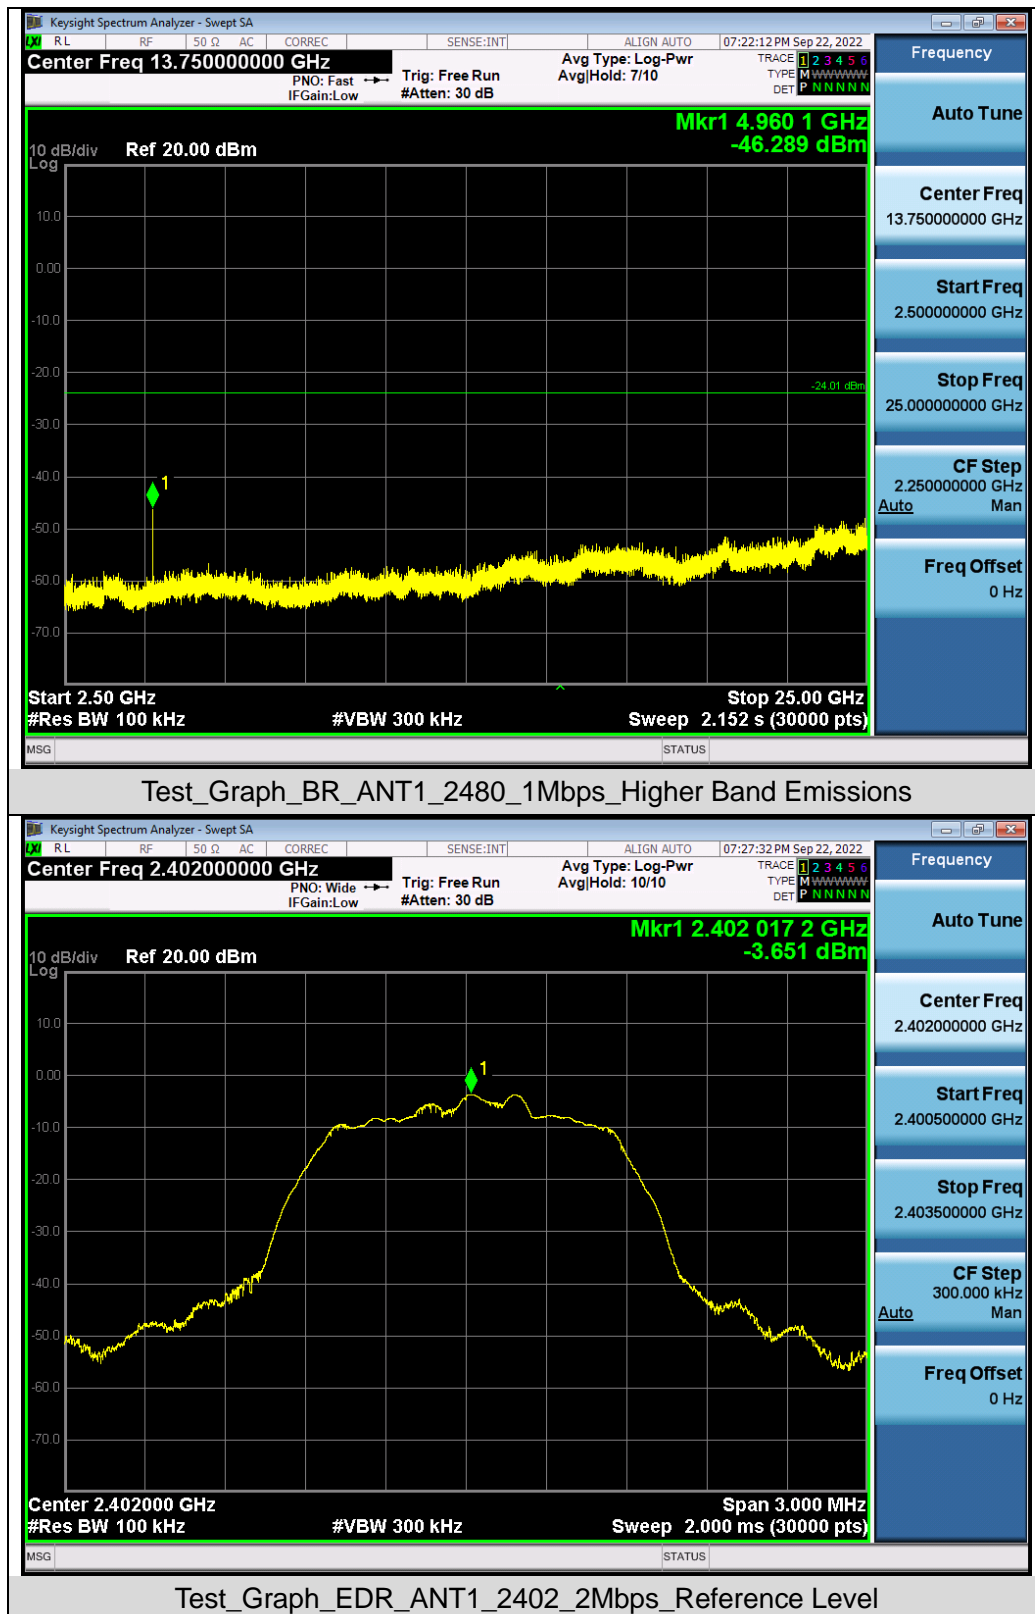 Keysight Spectrum Analyzer - Swept SA
LXI RL RF 50 Ω AC CORREC SENSE:INT ALIGN AUTO 07:22:12 PM Sep 22, 2022
Center Freq 13.750000000 GHz
PNO: Fast
IFGain:Low
Trig: Free Run
#Atten: 30 dB
Avg Type: Log-Pwr
Avg|Hold: 7/10
TRACE 1 2 3 4 5 6
TYPE M WWWWW
DET P N N N N N
Mkr1 4.960 1 GHz
-46.289 dBm
10 dB/div Ref 20.00 dBm
Log
10.0
0.00
-10.0
-20.0
-24.01 dBm
-30.0
-40.0
1
-50.0
-60.0
-70.0
Start 2.50 GHz Stop 25.00 GHz
#Res BW 100 kHz #VBW 300 kHz Sweep 2.152 s (30000 pts)
MSG STATUS
Frequency
Auto Tune
Center Freq
13.750000000 GHz
Start Freq
2.500000000 GHz
Stop Freq
25.000000000 GHz
CF Step
2.250000000 GHz
Auto Man
Freq Offset
0 Hz
Test_Graph_BR_ANT1_2480_1Mbps_Higher Band Emissions
Keysight Spectrum Analyzer - Swept SA
LXI RL RF 50 Ω AC CORREC SENSE:INT ALIGN AUTO 07:27:32 PM Sep 22, 2022
Center Freq 2.402000000 GHz
PNO: Wide
IFGain:Low
Trig: Free Run
#Atten: 30 dB
Avg Type: Log-Pwr
Avg|Hold: 10/10
TRACE 1 2 3 4 5 6
TYPE M WWWWW
DET P N N N N N
Mkr1 2.402 017 2 GHz
-3.651 dBm
10 dB/div Ref 20.00 dBm
Log
10.0
0.00
1
-10.0
-20.0
-30.0
-40.0
-50.0
-60.0
-70.0
Center 2.402000 GHz Span 3.000 MHz
#Res BW 100 kHz #VBW 300 kHz Sweep 2.000 ms (30000 pts)
MSG STATUS
Frequency
Auto Tune
Center Freq
2.402000000 GHz
Start Freq
2.400500000 GHz
Stop Freq
2.403500000 GHz
CF Step
300.000 kHz
Auto Man
Freq Offset
0 Hz
Test_Graph_EDR_ANT1_2402_2Mbps_Reference Level